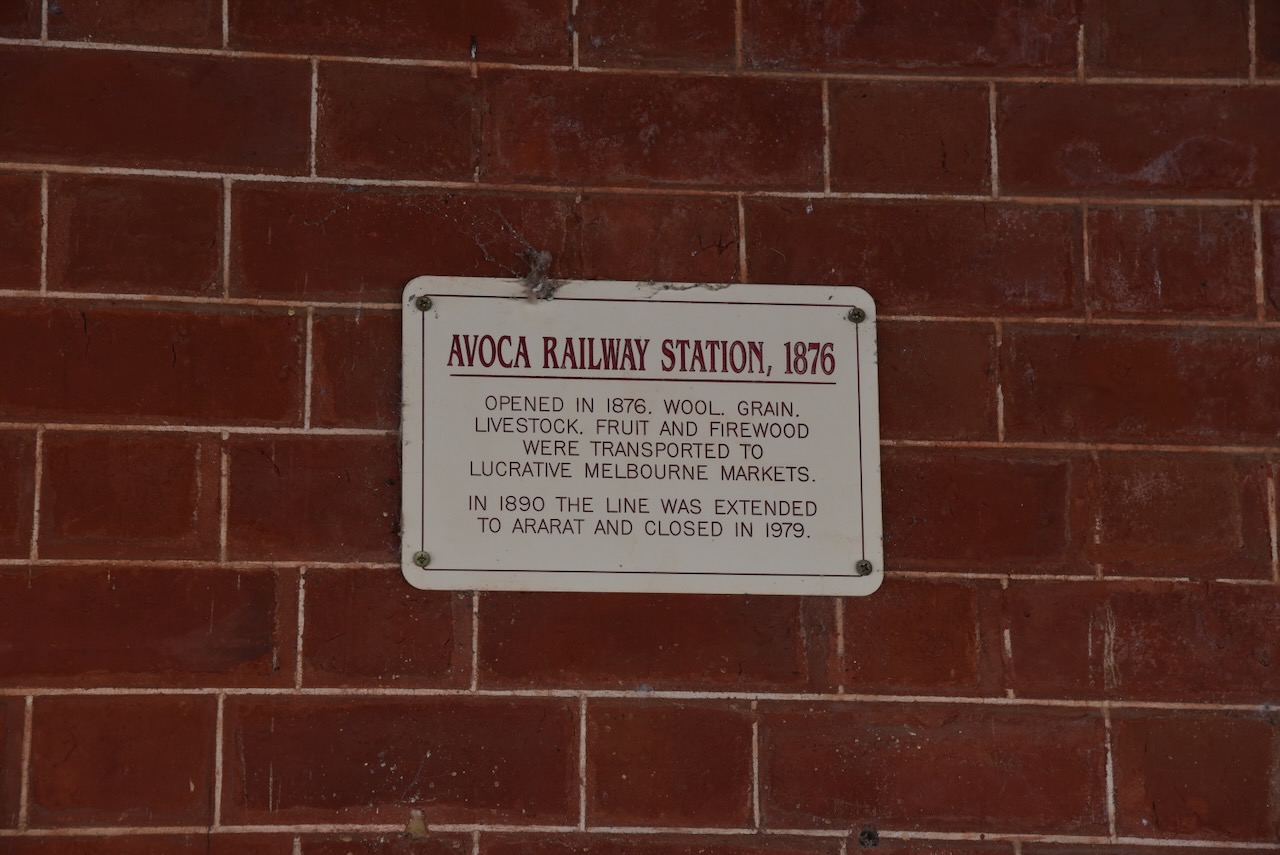 AVOCA RAILWAY STATION, 1876
OPENED IN 1876. WOOL. GRAIN.
LIVESTOCK. FRUIT AND FIREWOOD
WERE TRANSPORTED TO
LUCRATIVE MELBOURNE MARKETS.
IN 1890 THE LINE WAS EXTENDED
TO ARARAT AND CLOSED IN 1979.